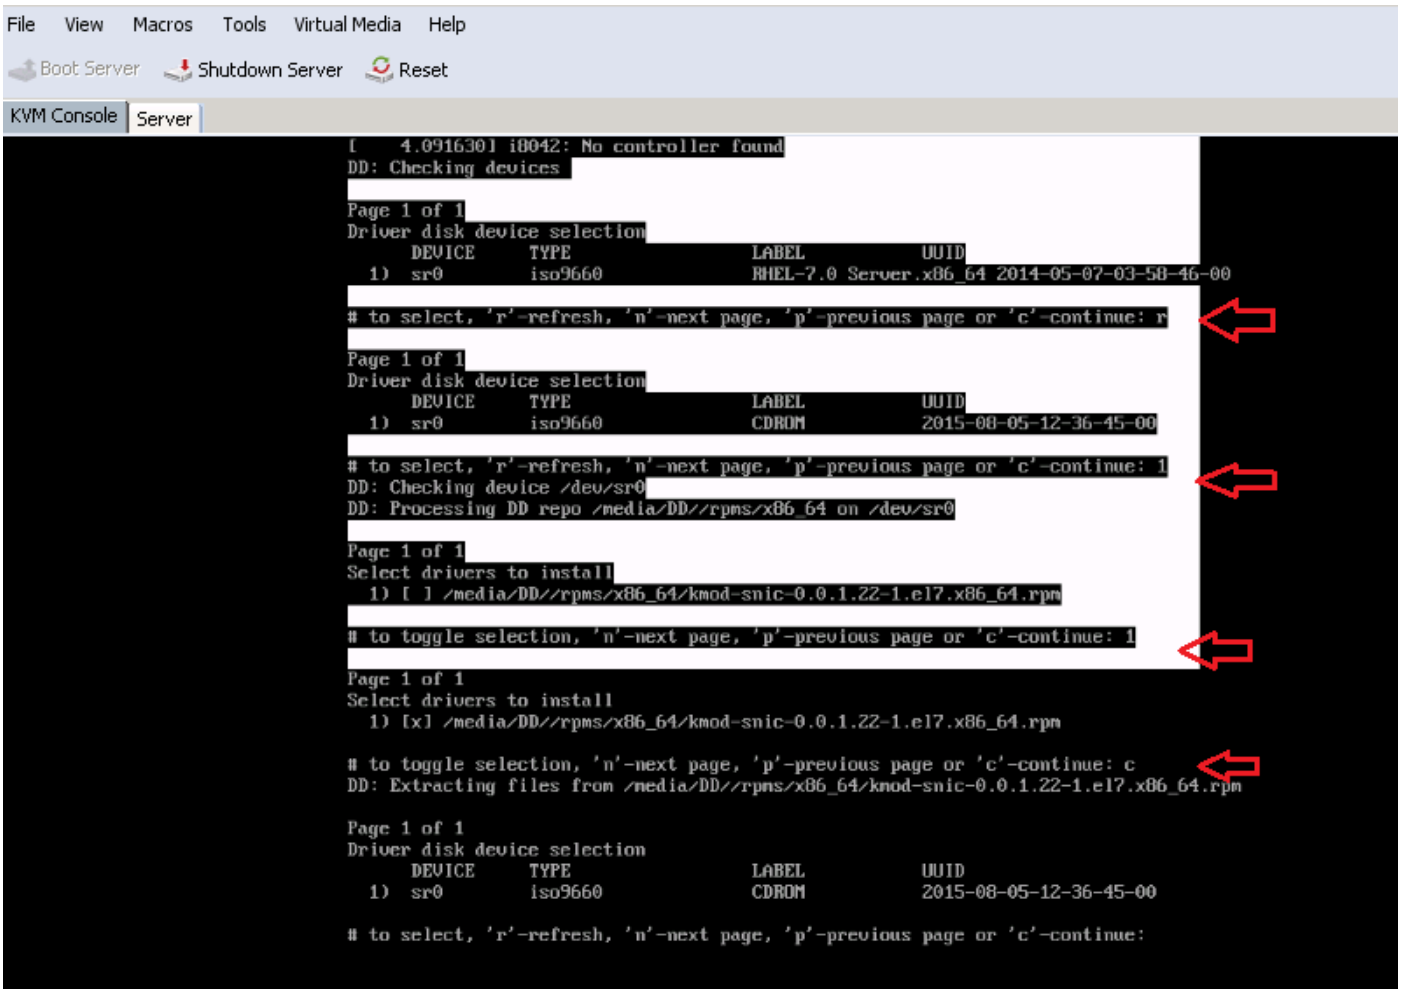 File View Macros Tools Virtual Media Help
Boot Server Shutdown Server Reset
KVM Console Server
[    4.091630] i8042: No controller found
DD: Checking devices
Page 1 of 1
Driver disk device selection
DEVICE TYPE LABEL UUID
1) sr0 iso9660 RHEL-7.0 Server.x86_64 2014-05-07-03-58-46-00
# to select, 'r'-refresh, 'n'-next page, 'p'-previous page or 'c'-continue: r
Page 1 of 1
Driver disk device selection
DEVICE TYPE LABEL UUID
1) sr0 iso9660 CDROM 2015-08-05-12-36-45-00
# to select, 'r'-refresh, 'n'-next page, 'p'-previous page or 'c'-continue: 1
DD: Checking device /dev/sr0
DD: Processing DD repo /media/DD//rpms/x86_64 on /dev/sr0
Page 1 of 1
Select drivers to install
1) [ ] /media/DD//rpms/x86_64/kmod-snic-0.0.1.22-1.el7.x86_64.rpm
# to toggle selection, 'n'-next page, 'p'-previous page or 'c'-continue: 1
Page 1 of 1
Select drivers to install
1) [x] /media/DD//rpms/x86_64/kmod-snic-0.0.1.22-1.el7.x86_64.rpm
# to toggle selection, 'n'-next page, 'p'-previous page or 'c'-continue: c
DD: Extracting files from /media/DD//rpms/x86_64/kmod-snic-0.0.1.22-1.el7.x86_64.rpm
Page 1 of 1
Driver disk device selection
DEVICE TYPE LABEL UUID
1) sr0 iso9660 CDROM 2015-08-05-12-36-45-00
# to select, 'r'-refresh, 'n'-next page, 'p'-previous page or 'c'-continue: